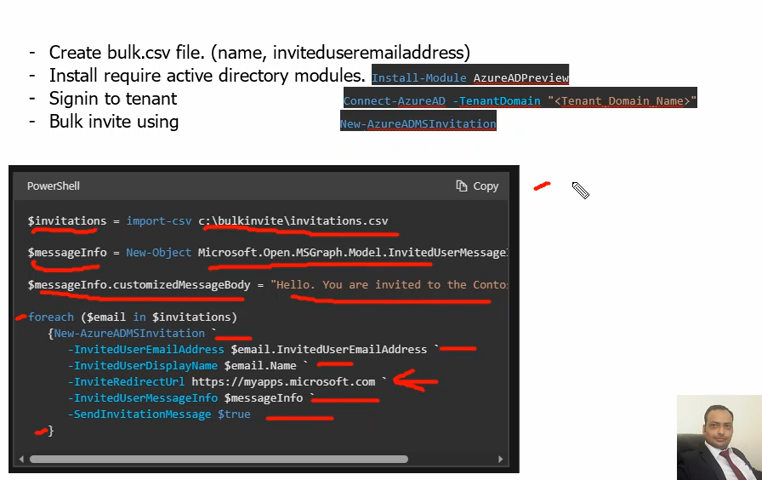 - Create bulk.csv file. (name, inviteduseremailaddress)
- Install require active directory modules. Install-Module AzureADPreview
- Signin to tenant Connect-AzureAD -TenantDomain "<Tenant_Domain_Name>"
- Bulk invite using New-AzureADMSInvitation
PowerShell Copy
$invitations = import-csv c:\bulkinvite\invitations.csv
$messageInfo = New-Object Microsoft.Open.MSGraph.Model.InvitedUserMessageI
$messageInfo.customizedMessageBody = "Hello. You are invited to the Contos
foreach ($email in $invitations)
{New-AzureADMSInvitation `
-InvitedUserEmailAddress $email.InvitedUserEmailAddress `
-InvitedUserDisplayName $email.Name `
-InviteRedirectUrl https://myapps.microsoft.com `
-InvitedUserMessageInfo $messageInfo `
-SendInvitationMessage $true
}